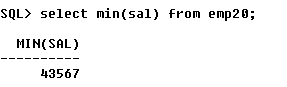 SQL> select min(sal) from emp20;
MIN(SAL)
----------
43567